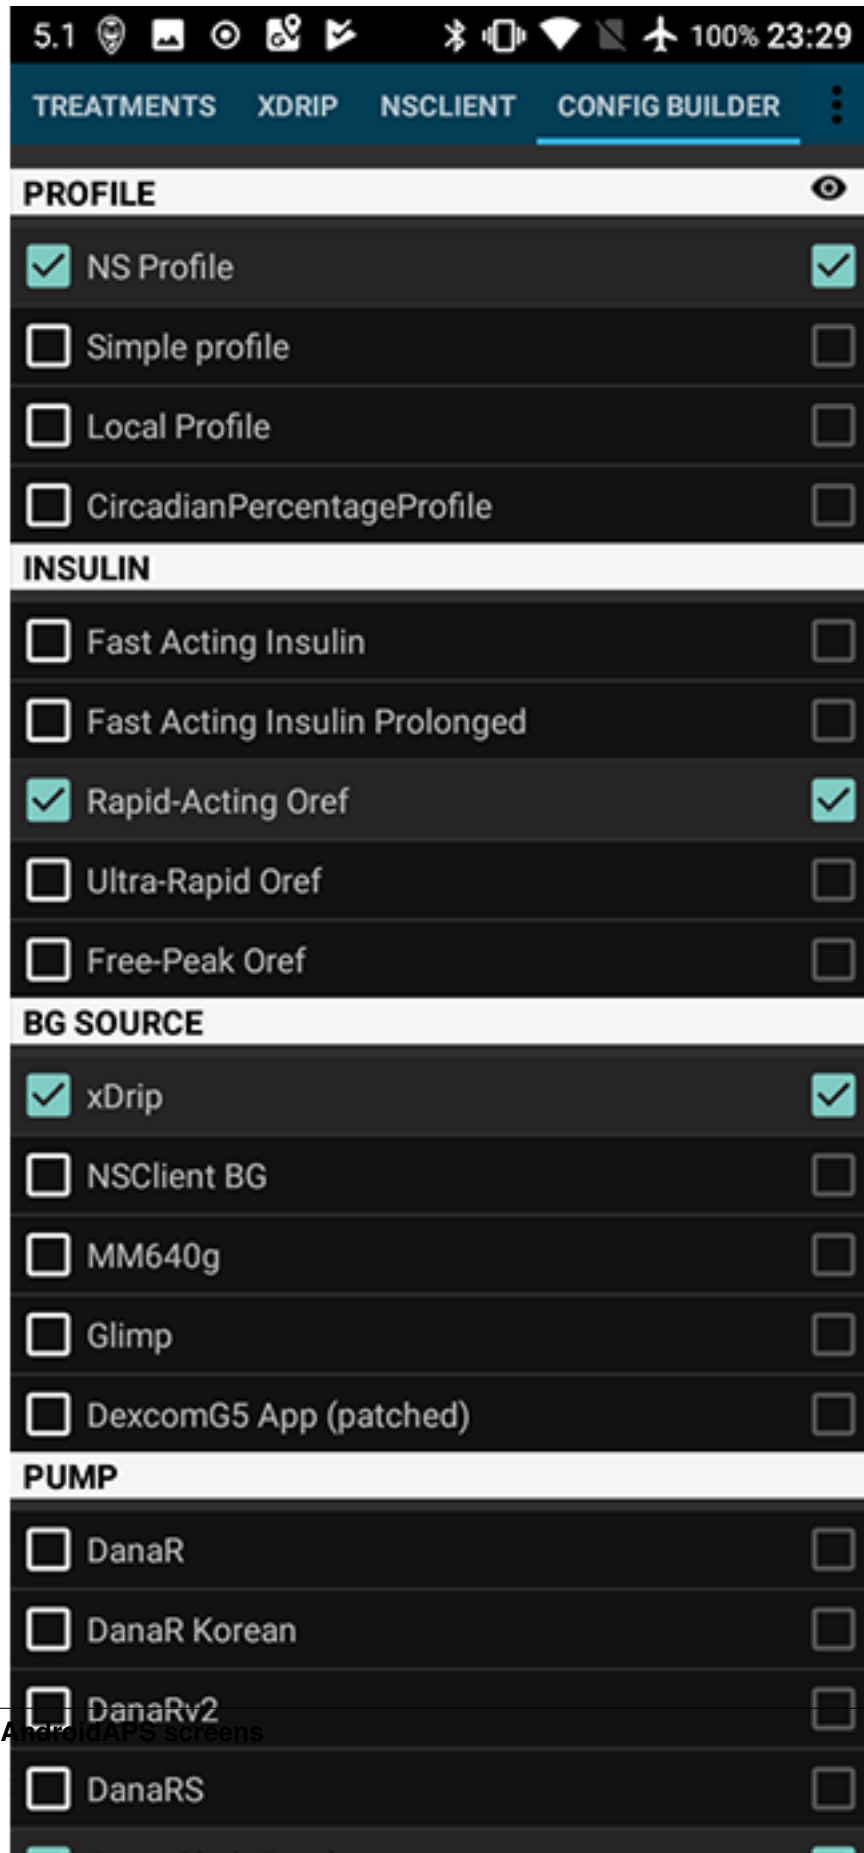 5.1 100% 23:29
TREATMENTS XDRIP NSCLIENT CONFIG BUILDER
PROFILE
NS Profile
Simple profile
Local Profile
CircadianPercentageProfile
INSULIN
Fast Acting Insulin
Fast Acting Insulin Prolonged
Rapid-Acting Oref
Ultra-Rapid Oref
Free-Peak Oref
BG SOURCE
xDrip
NSClient BG
MM640g
Glimp
DexcomG5 App (patched)
PUMP
DanaR
DanaR Korean
DanaRv2
AndroidAPS screens
DanaRS